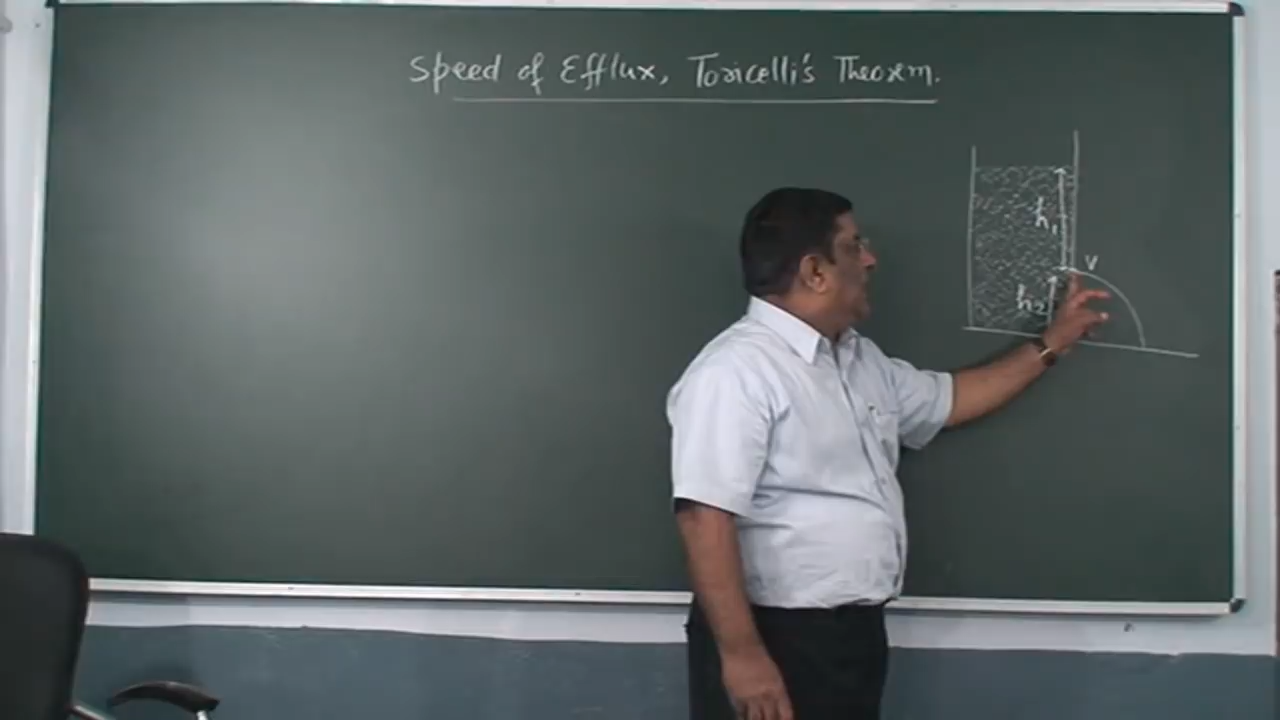 Speed of Efflux, Toricelli's Theorem.
h₁
v
h₂